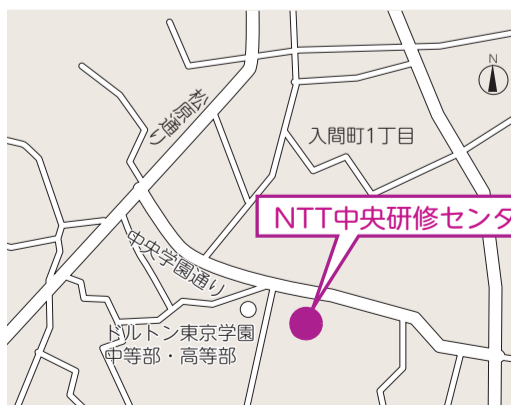 N
松原通り
入間町1丁目
NTT中央研修センタ
中央学園通り
ドルトン東京学園
中等部・高等部